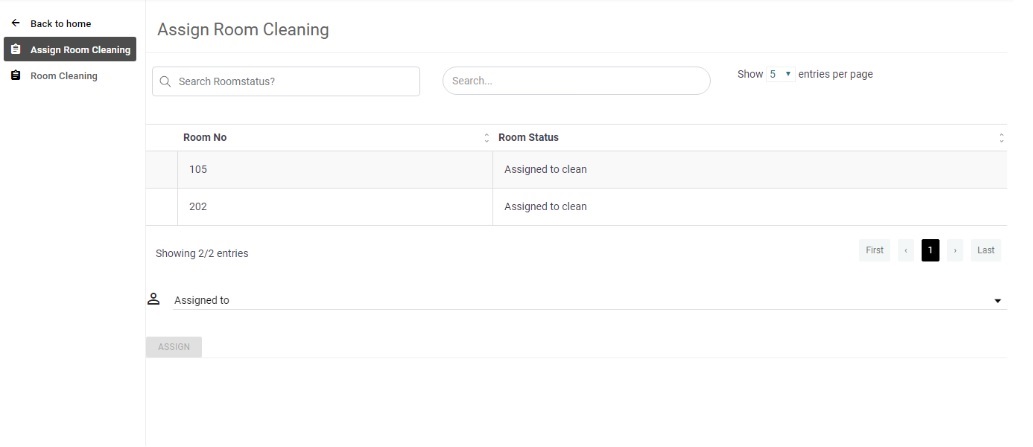 Back to home
Assign Room Cleaning
Room Cleaning
Assign Room Cleaning
Search Roomstatus?
Search...
Show 5 entries per page
Room No Room Status
105 Assigned to clean
202 Assigned to clean
Showing 2/2 entries
First ‹ 1 › Last
Assigned to
ASSIGN